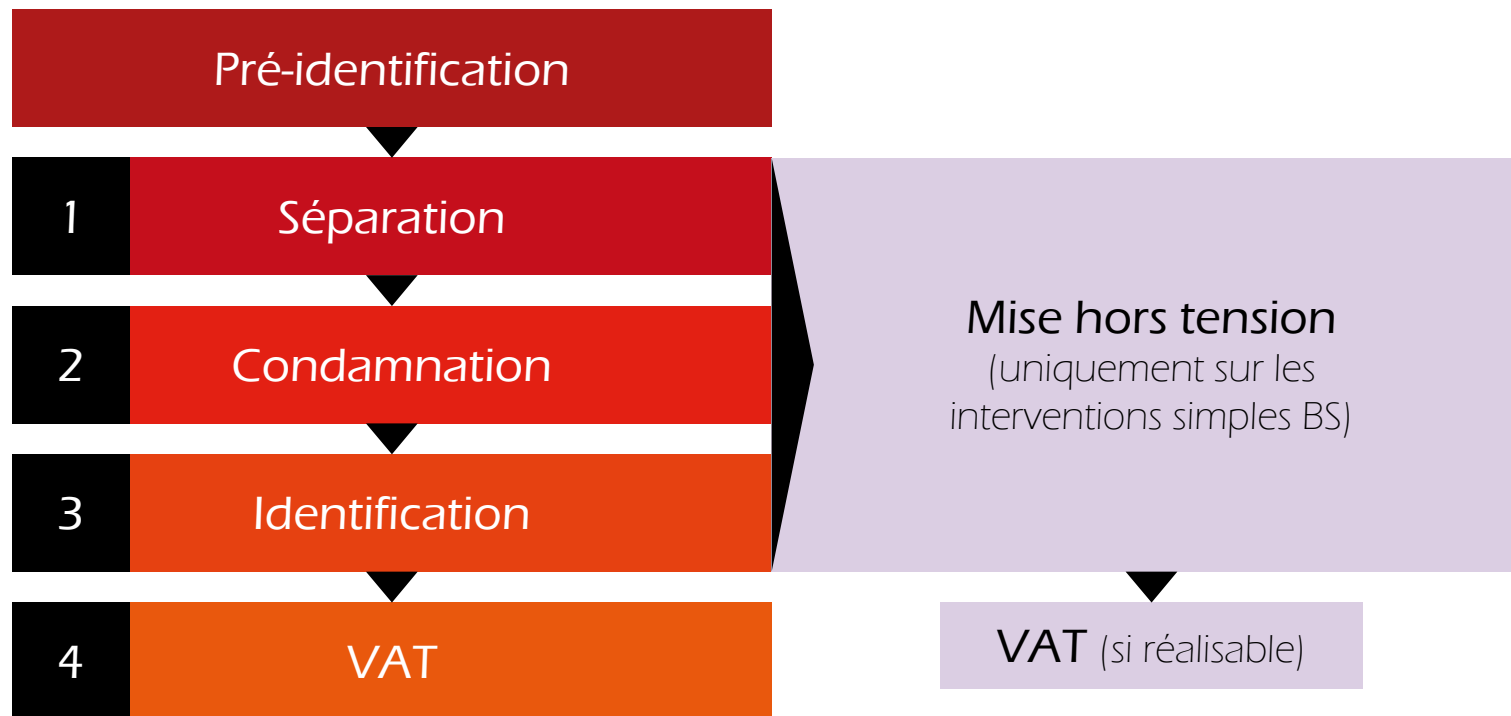 Pré-identification
1 Séparation
2 Condamnation
3 Identification
4 VAT
Mise hors tension
(uniquement sur les
interventions simples BS)
VAT (si réalisable)